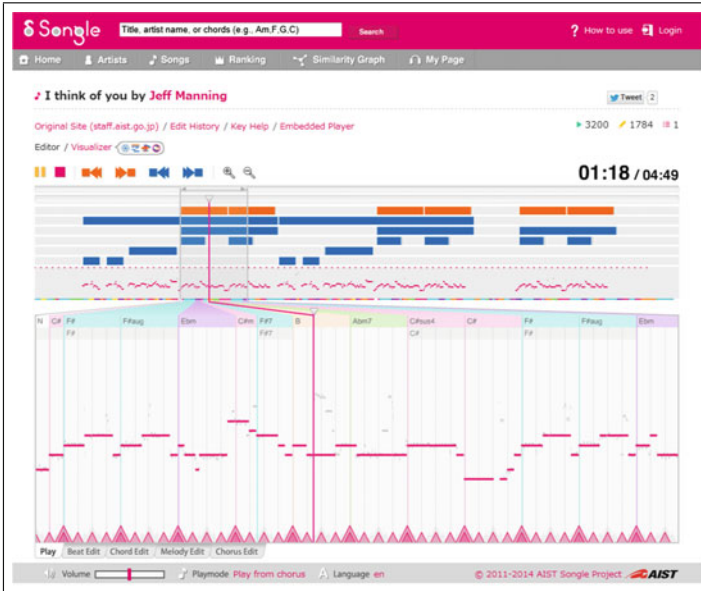 Songle
Title, artist name, or chords (e.g., Am,F,G,C) Search ? How to use Login
Home Artists Songs Ranking Similarity Graph My Page
I think of you by Jeff Manning Tweet 2
Original Site (staff.aist.go.jp) / Edit History / Key Help / Embedded Player 3200 1784 1
Editor / Visualizer
01:18 / 04:49
N C# F# F#aug Ebm C#m F#7 B Abm7 C#sus4 C# F# F#aug Ebm
F# F#7 C# F#
Play Beat Edit Chord Edit Melody Edit Chorus Edit
Volume Playmode Play from chorus Language en © 2011-2014 AIST Songle Project AIST